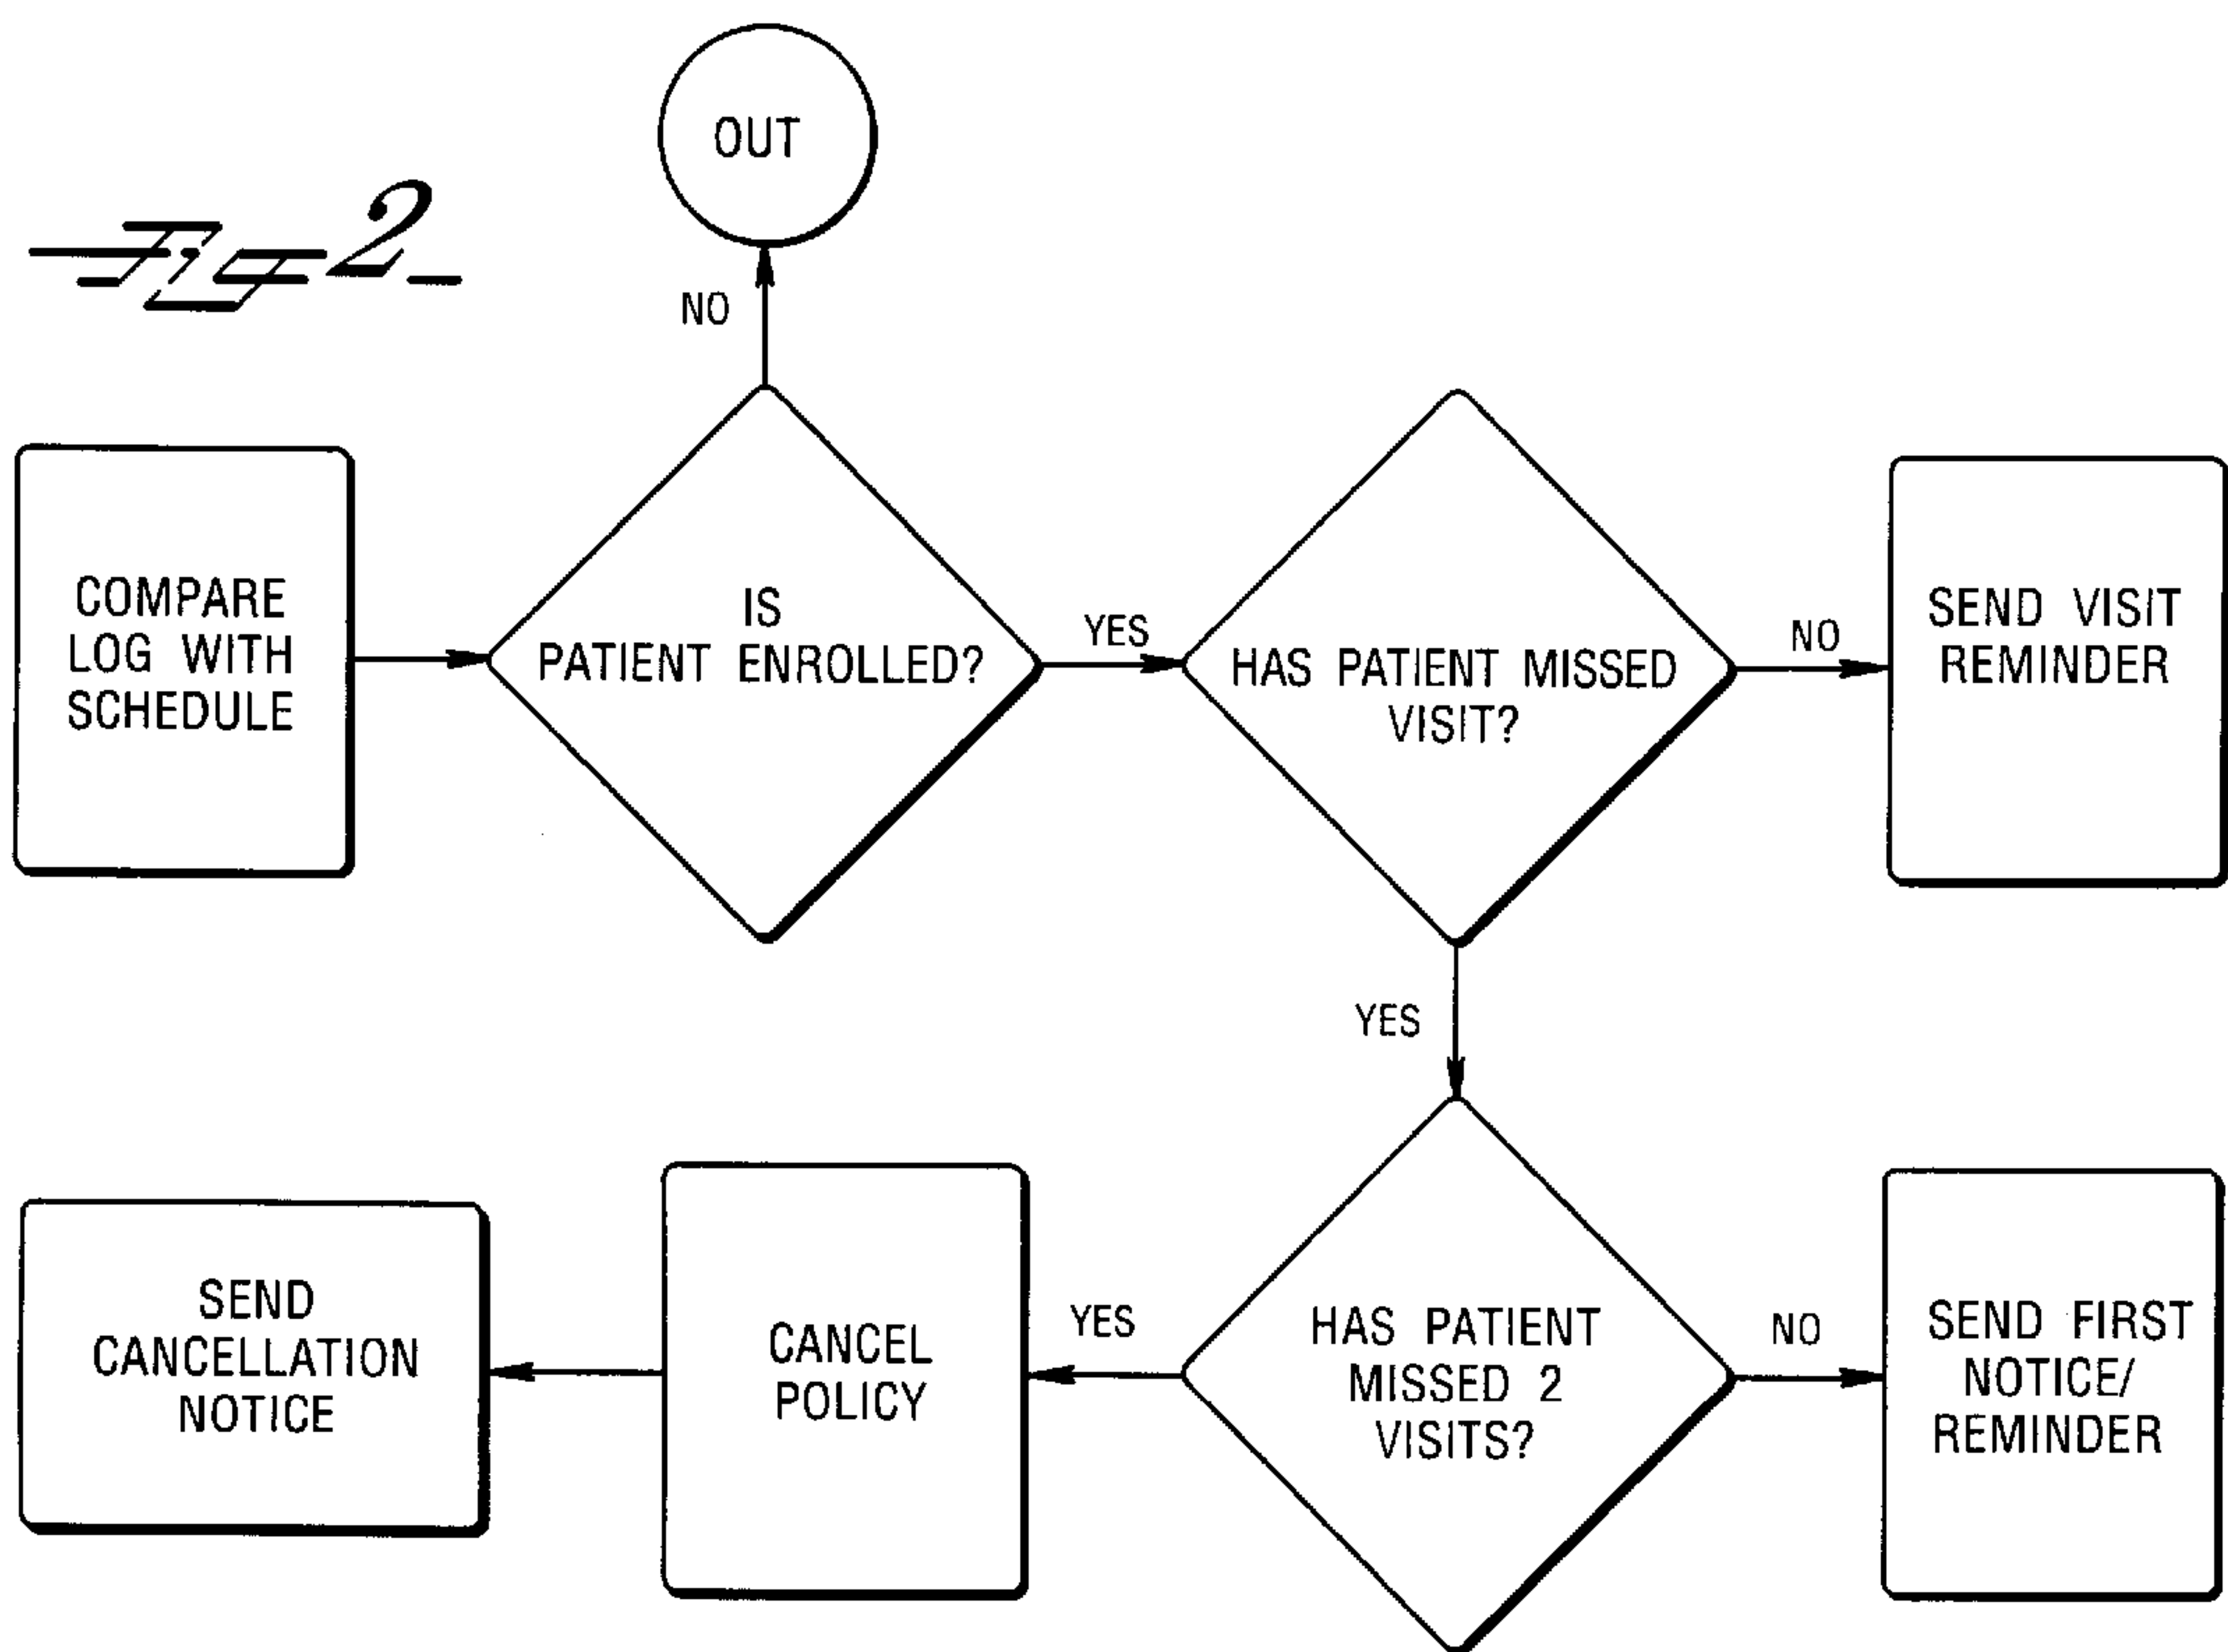 Fig 2
OUT
NO
COMPARE
LOG WITH
SCHEDULE
IS
PATIENT ENROLLED?
YES
HAS PATIENT MISSED
VISIT?
NO
SEND VISIT
REMINDER
YES
SEND
CANCELLATION
NOTICE
CANCEL
POLICY
YES
HAS PATIENT
MISSED 2
VISITS?
NO
SEND FIRST
NOTICE/
REMINDER